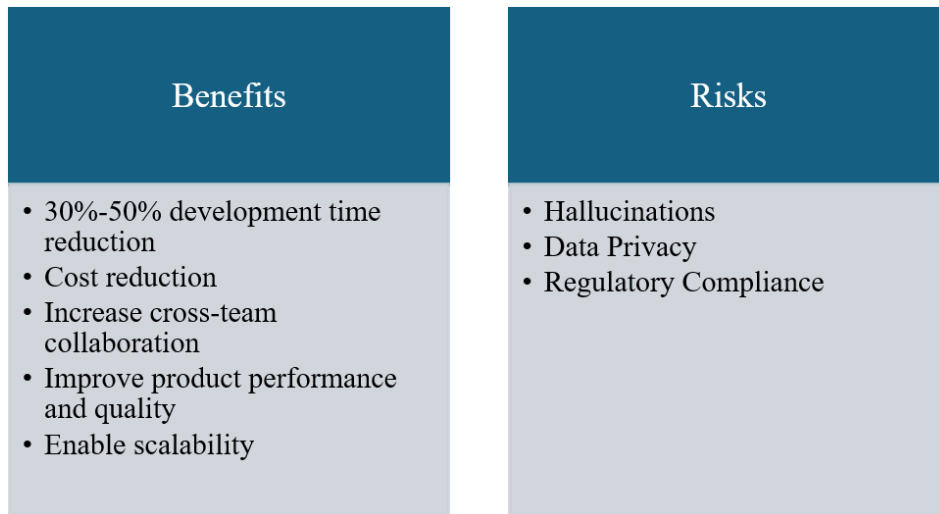 Benefits
• 30%-50% development time
reduction
• Cost reduction
• Increase cross-team
collaboration
• Improve product performance
and quality
• Enable scalability
Risks
• Hallucinations
• Data Privacy
• Regulatory Compliance